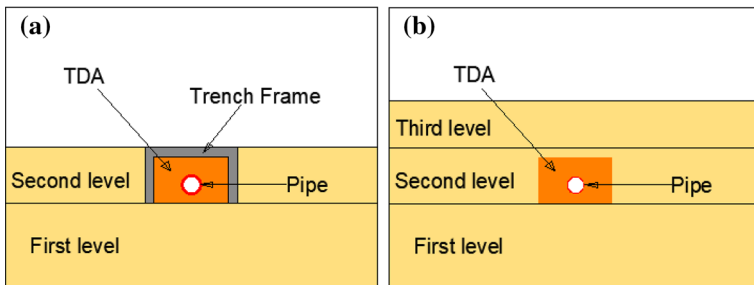 (a)
TDA
Trench Frame
Second level
Pipe
First level
(b)
TDA
Third level
Second level
Pipe
First level